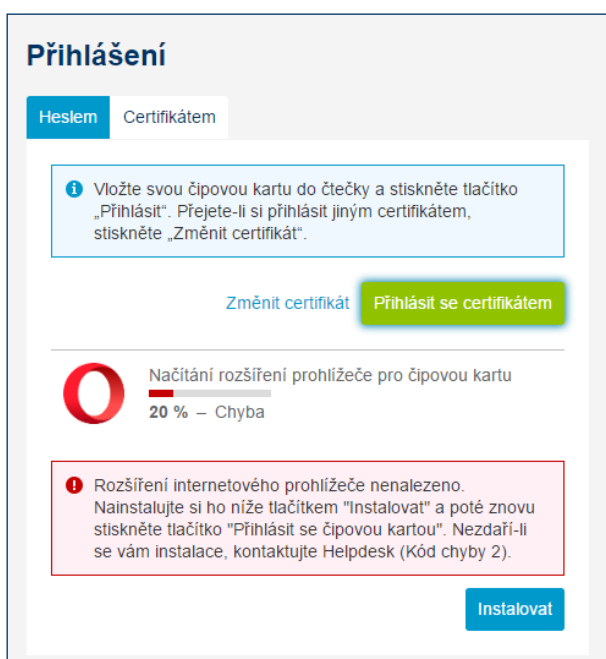 Přihlášení
Heslem
Certifikátem
Vložte svou čipovou kartu do čtečky a stiskněte tlačítko
„Přihlásit“. Přejete-li si přihlásit jiným certifikátem,
stiskněte „Změnit certifikát“.
Změnit certifikát
Přihlásit se certifikátem
Načítání rozšíření prohlížeče pro čipovou kartu
20 % – Chyba
Rozšíření internetového prohlížeče nenalezeno.
Nainstalujte si ho níže tlačítkem "Instalovat" a poté znovu
stiskněte tlačítko "Přihlásit se čipovou kartou". Nezdaří-li
se vám instalace, kontaktujte Helpdesk (Kód chyby 2).
Instalovat